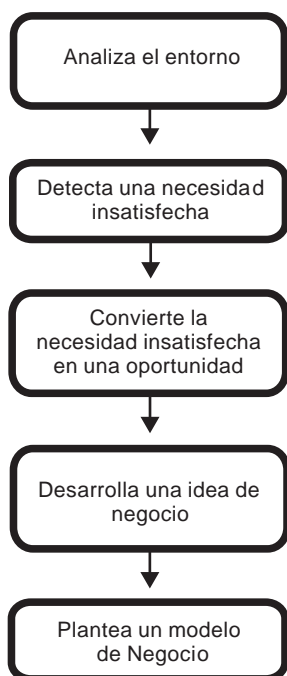 Analiza el entorno
Detecta una necesidad
insatisfecha
Convierte la
necesidad insatisfecha
en una oportunidad
Desarrolla una idea de
negocio
Plantea un modelo
de Negocio